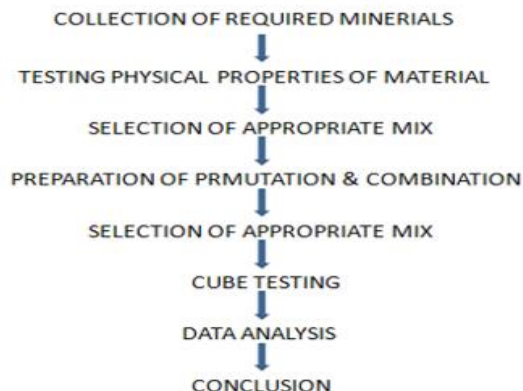 COLLECTION OF REQUIRED MINERIALS
TESTING PHYSICAL PROPERTIES OF MATERIAL
SELECTION OF APPROPRIATE MIX
PREPARATION OF PRMUTATION & COMBINATION
SELECTION OF APPROPRIATE MIX
CUBE TESTING
DATA ANALYSIS
CONCLUSION